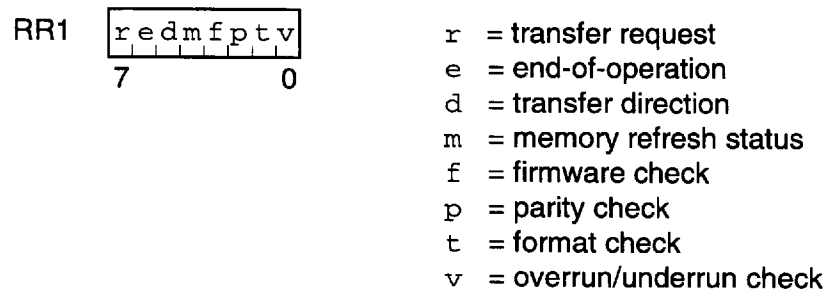 RR1 redmfptv
7 0
r = transfer request
e = end-of-operation
d = transfer direction
m = memory refresh status
f = firmware check
p = parity check
t = format check
v = overrun/underrun check